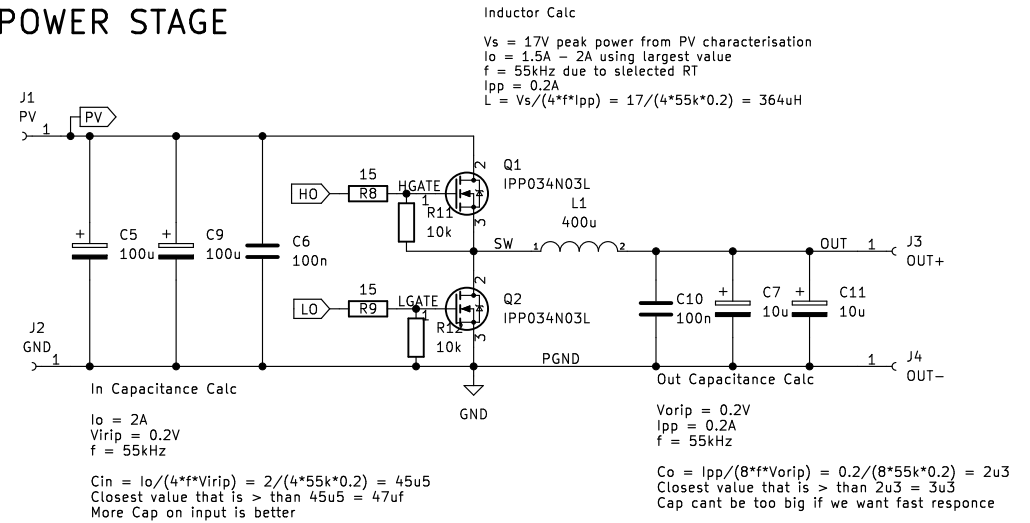 POWER STAGE
Inductor Calc
Vs = 17V peak power from PV characterisation
Io = 1.5A - 2A using largest value
f = 55kHz due to slelected RT
Ipp = 0.2A
L = Vs/(4*f*Ipp) = 17/(4*55k*0.2) = 364uH
J1
PV
1
PV
2
Q1
IPP034N03L
15
HO
R8
HGATE
1
R11
10k
3
L1
400u
C5
100u
C9
100u
C6
100n
SW
1
2
OUT
1
J3
OUT+
2
Q2
IPP034N03L
15
LO
R9
LGATE
1
R12
10k
3
C10
100n
C7
10u
C11
10u
J2
GND
1
PGND
1
J4
OUT-
GND
In Capacitance Calc
Io = 2A
Virip = 0.2V
f = 55kHz
Cin = Io/(4*f*Virip) = 2/(4*55k*0.2) = 45u5
Closest value that is > than 45u5 = 47uf
More Cap on input is better
Out Capacitance Calc
Vorip = 0.2V
Ipp = 0.2A
f = 55kHz
Co = Ipp/(8*f*Vorip) = 0.2/(8*55k*0.2) = 2u3
Closest value that is > than 2u3 = 3u3
Cap cant be too big if we want fast responce